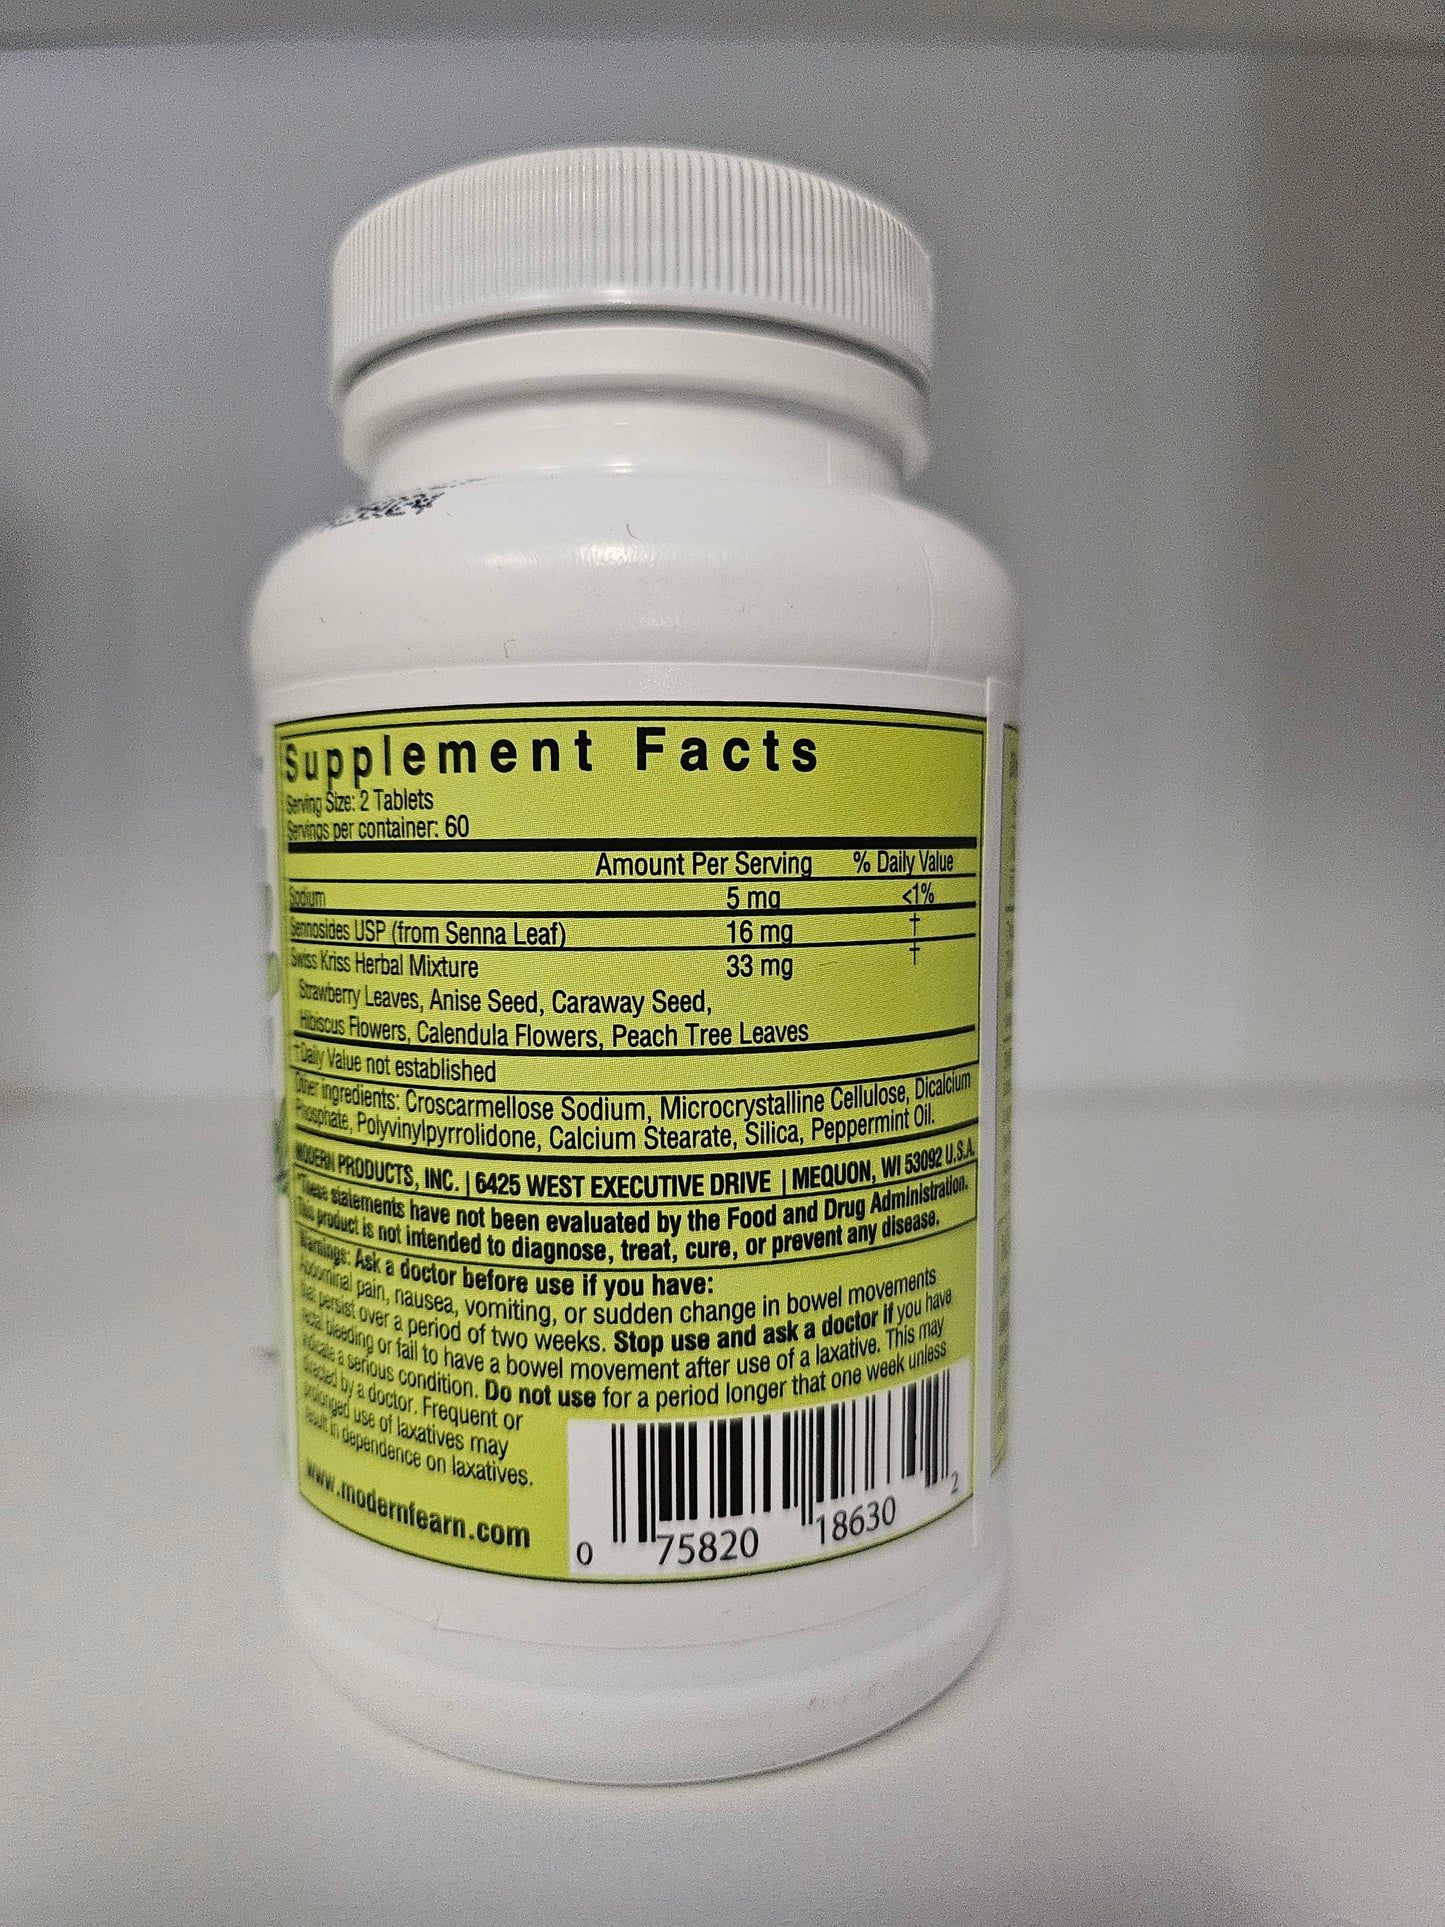 Supplement Facts
Serving Size: 2 Tablets
Servings per container: 60
Amount Per Serving % Daily Value
Sodium 5 mg <1%
Sennosides USP (from Senna Leaf) 16 mg †
Swiss Kriss Herbal Mixture 33 mg †
Strawberry Leaves, Anise Seed, Caraway Seed,
Hibiscus Flowers, Calendula Flowers, Peach Tree Leaves
†Daily Value not established
Other ingredients: Croscarmellose Sodium, Microcrystalline Cellulose, Dicalcium
Phosphate, Polyvinylpyrrolidone, Calcium Stearate, Silica, Peppermint Oil.
MODERN PRODUCTS, INC. | 6425 WEST EXECUTIVE DRIVE | MEQUON, WI 53092 U.S.A.
*These statements have not been evaluated by the Food and Drug Administration.
This product is not intended to diagnose, treat, cure, or prevent any disease.
Warnings: Ask a doctor before use if you have:
Abdominal pain, nausea, vomiting, or sudden change in bowel movements
that persist over a period of two weeks. Stop use and ask a doctor if you have
rectal bleeding or fail to have a bowel movement after use of a laxative. This may
indicate a serious condition. Do not use for a period longer that one week unless
directed by a doctor. Frequent or
prolonged use of laxatives may
result in dependence on laxatives.
www.modernfearn.com
0 75820 18630 2